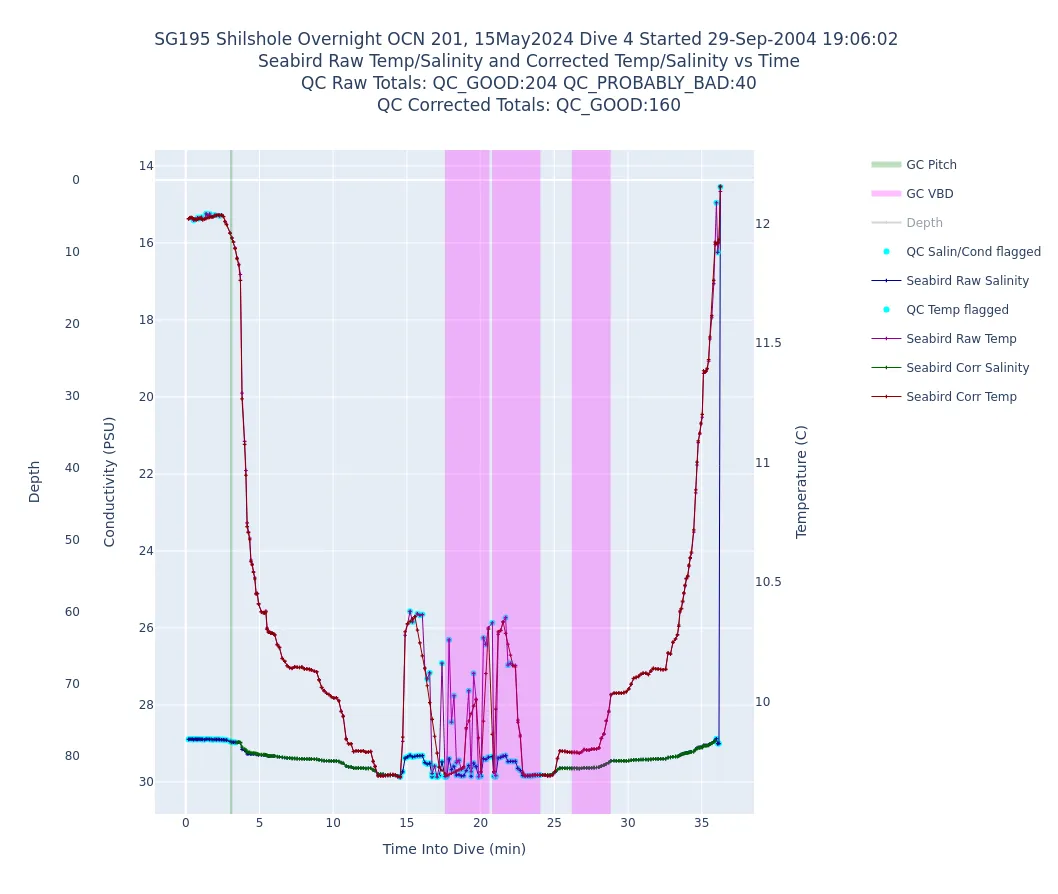 SG195 Shilshole Overnight OCN 201, 15May2024 Dive 4 Started 29-Sep-2004 19:06:02
Seabird Raw Temp/Salinity and Corrected Temp/Salinity vs Time
QC Raw Totals: QC_GOOD:204 QC_PROBABLY_BAD:40
QC Corrected Totals: QC_GOOD:160
Depth
0
10
20
30
40
50
60
70
80
Conductivity (PSU)
14
16
18
20
22
24
26
28
30
12
11.5
11
10.5
10
Temperature (C)
0
5
10
15
20
25
30
35
Time Into Dive (min)
GC Pitch
GC VBD
Depth
QC Salin/Cond flagged
Seabird Raw Salinity
QC Temp flagged
Seabird Raw Temp
Seabird Corr Salinity
Seabird Corr Temp